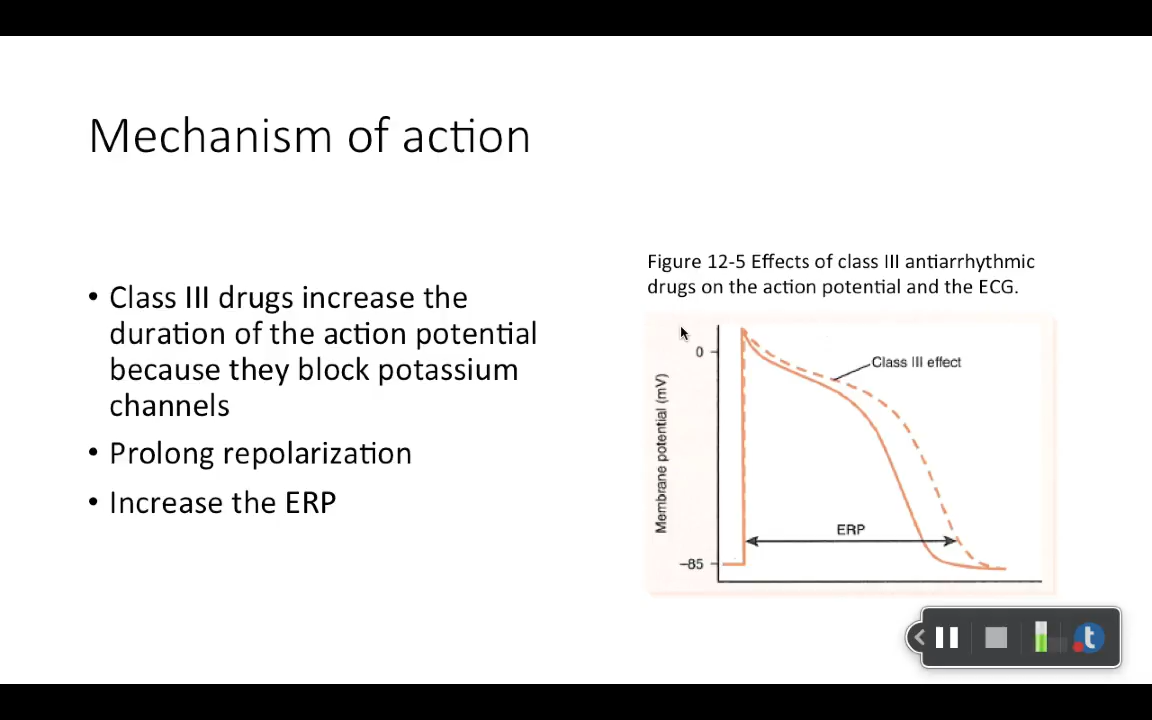 Mechanism of action
• Class III drugs increase the
duration of the action potential
because they block potassium
channels
• Prolong repolarization
• Increase the ERP
Figure 12-5 Effects of class III antiarrhythmic
drugs on the action potential and the ECG.
0
Class III effect
Membrane potential (mV)
ERP
−85
t